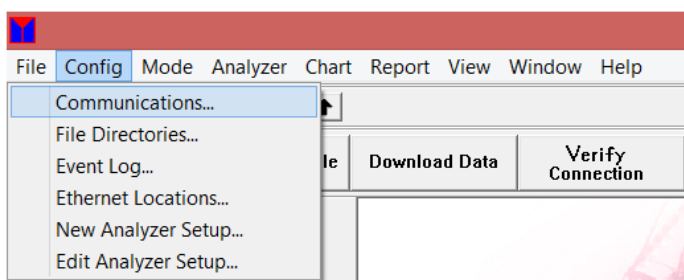 File Config Mode Analyzer Chart Report View Window Help
Communications...
File Directories...
Event Log...
le Download Data Verify Connection
Ethernet Locations...
New Analyzer Setup...
Edit Analyzer Setup...